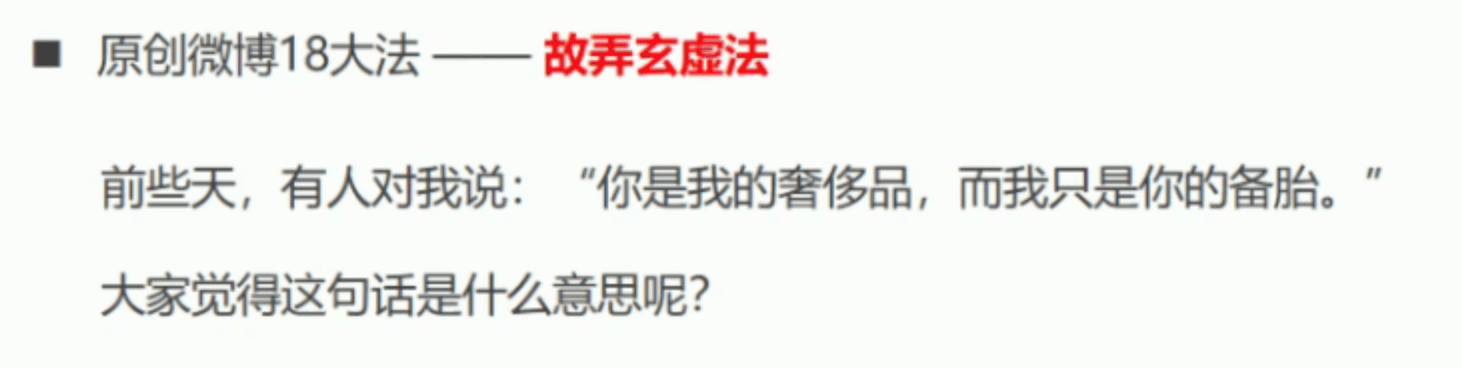 ■ 原创微博18大法 —— 故弄玄虚法
前些天，有人对我说：“你是我的奢侈品，而我只是你的备胎。”
大家觉得这句话是什么意思呢？